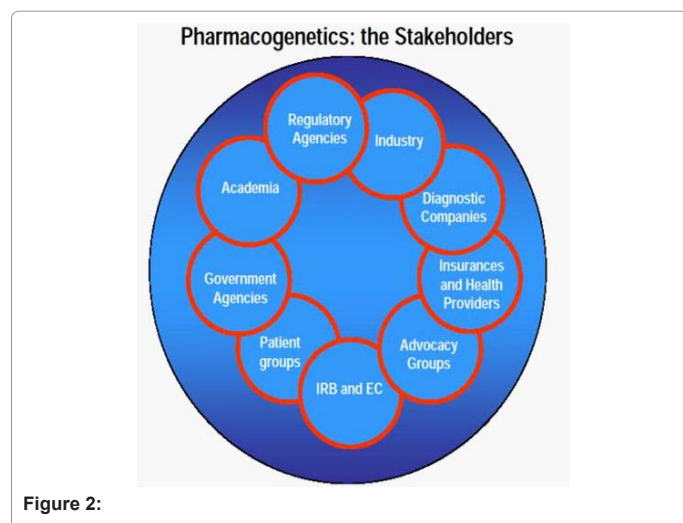 Pharmacogenetics: the Stakeholders
Regulatory
Agencies
Industry
Academia
Diagnostic
Companies
Government
Agencies
Insurances
and Health
Providers
Patient
groups
Advocacy
Groups
IRB and EC
Figure 2: